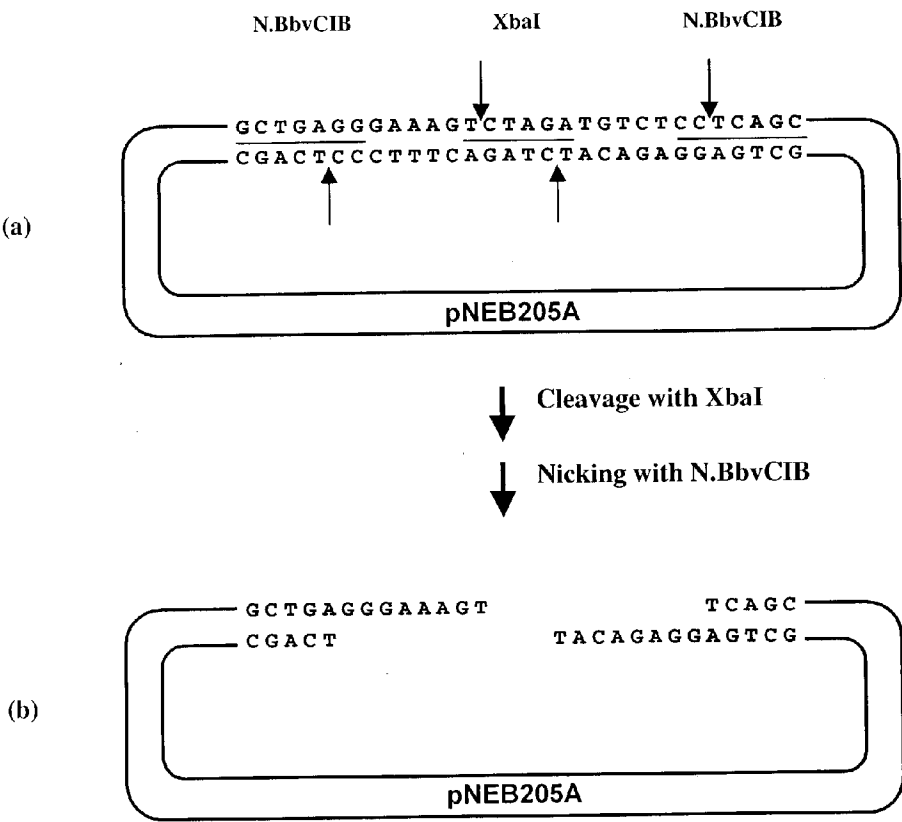 N.BbvCIB XbaI N.BbvCIB
GCTGAGGGAAAGTCTAGATGTCTCCTCAGC
CGACTCCCTTTCAGATCTACAGAGGAGTCG
(a)
pNEB205A
Cleavage with XbaI
Nicking with N.BbvCIB
GCTGAGGGAAAGT TCAGC
CGACT TACAGAGGAGTCG
(b)
pNEB205A